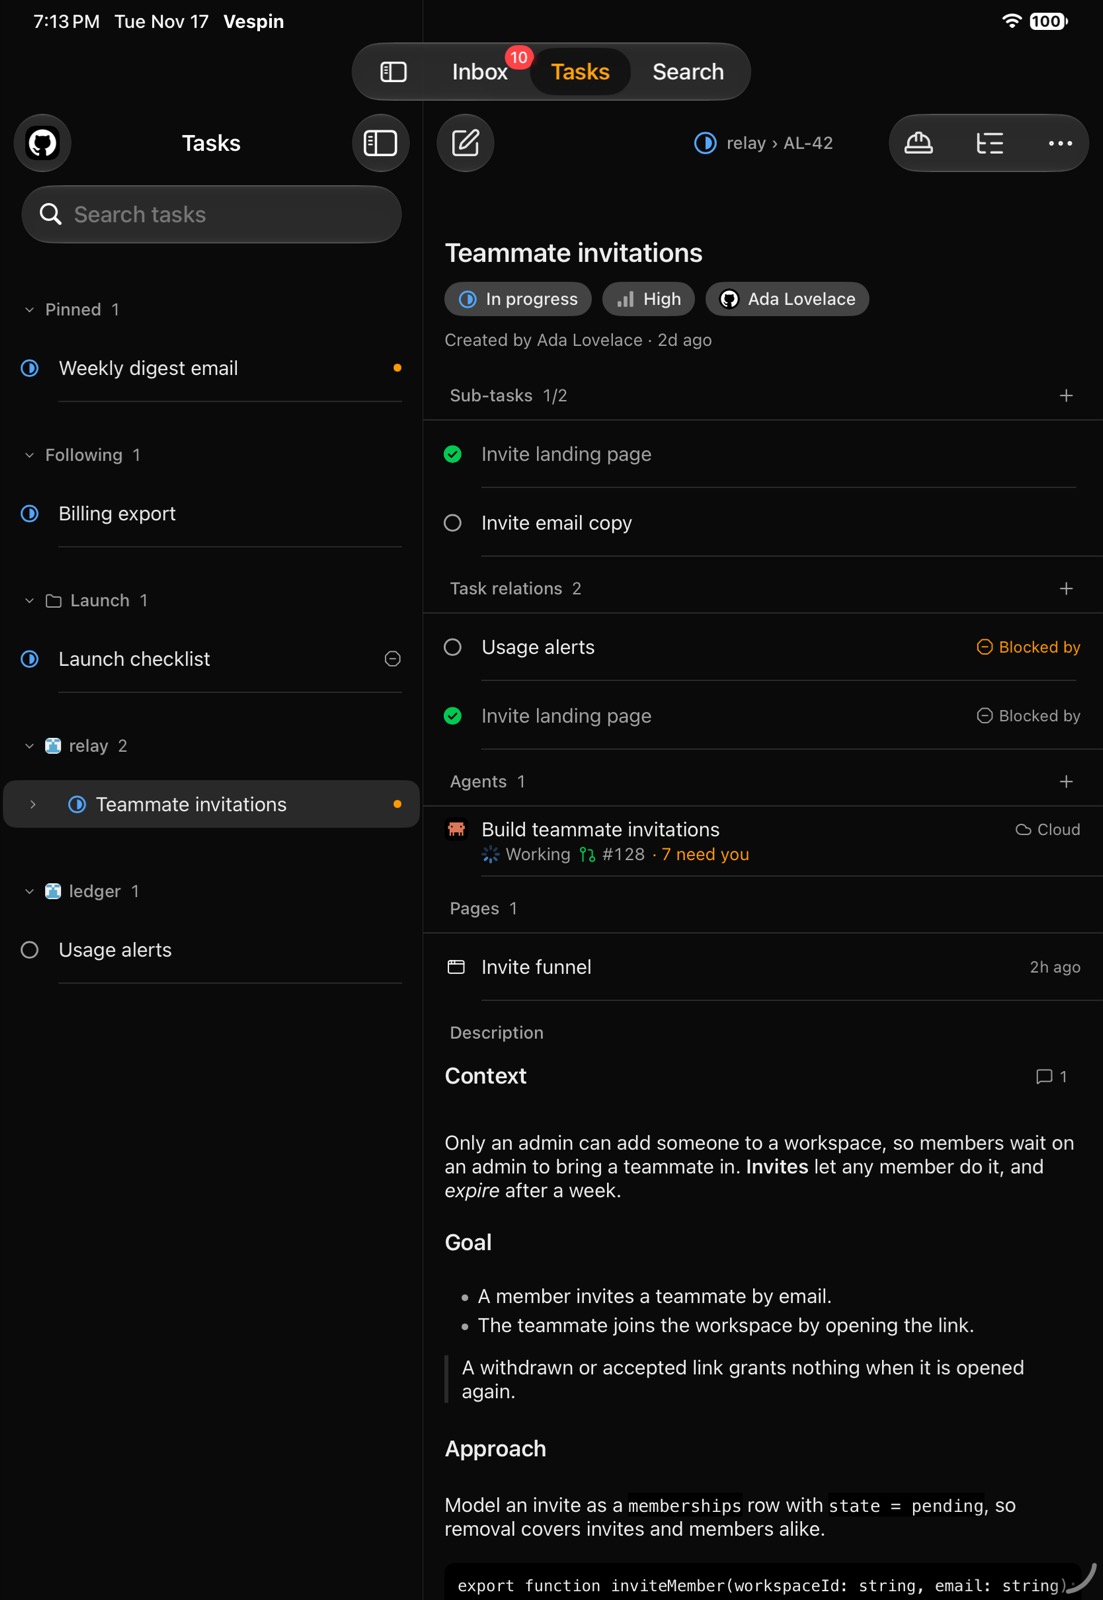 7:13 PM Tue Nov 17 Vespin
100
Inbox 10 Tasks Search
Tasks
Search tasks
Pinned 1
Weekly digest email
Following 1
Billing export
Launch 1
Launch checklist
relay 2
Teammate invitations
ledger 1
Usage alerts
relay › AL-42
Teammate invitations
In progress High Ada Lovelace
Created by Ada Lovelace · 2d ago
Sub-tasks 1/2
Invite landing page
Invite email copy
Task relations 2
Usage alerts Blocked by
Invite landing page Blocked by
Agents 1
Build teammate invitations Cloud
Working #128 · 7 need you
Pages 1
Invite funnel 2h ago
Description
Context 1
Only an admin can add someone to a workspace, so members wait on
an admin to bring a teammate in. Invites let any member do it, and
expire after a week.
Goal
• A member invites a teammate by email.
• The teammate joins the workspace by opening the link.
A withdrawn or accepted link grants nothing when it is opened
again.
Approach
Model an invite as a memberships row with state = pending, so
removal covers invites and members alike.
export function inviteMember(workspaceId: string, email: string)